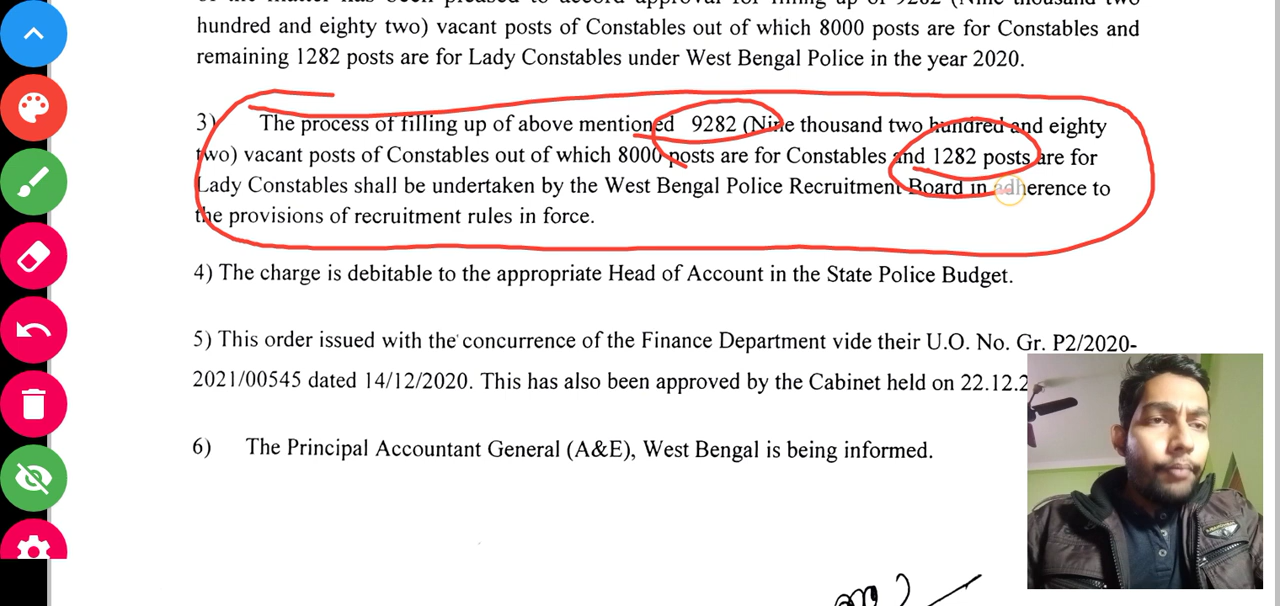 hundred and eighty two) vacant posts of Constables out of which 8000 posts are for Constables and
remaining 1282 posts are for Lady Constables under West Bengal Police in the year 2020.
3) The process of filling up of above mentioned 9282 (Nine thousand two hundred and eighty
two) vacant posts of Constables out of which 8000 posts are for Constables and 1282 posts are for
Lady Constables shall be undertaken by the West Bengal Police Recruitment Board in adherence to
the provisions of recruitment rules in force.
4) The charge is debitable to the appropriate Head of Account in the State Police Budget.
5) This order issued with the concurrence of the Finance Department vide their U.O. No. Gr. P2/2020-
2021/00545 dated 14/12/2020. This has also been approved by the Cabinet held on 22.12.2
6) The Principal Accountant General (A&E), West Bengal is being informed.